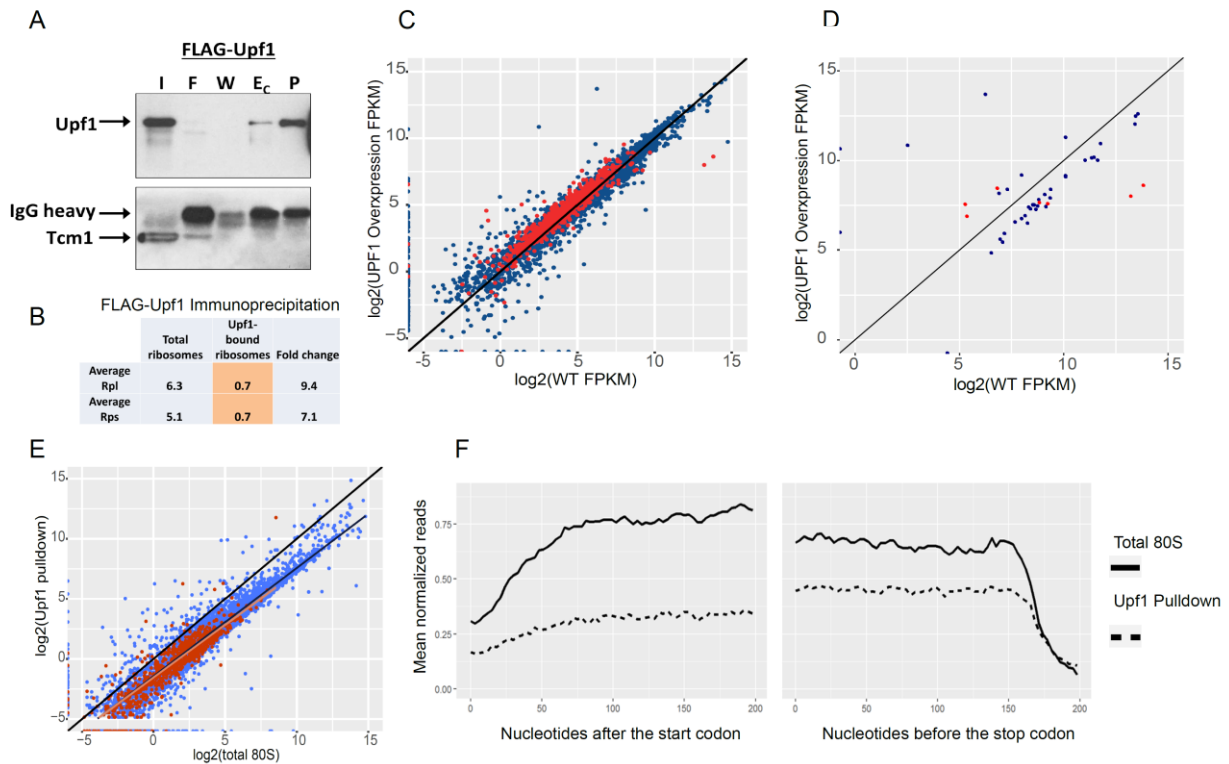 A
FLAG-Upf1
I F W EC P
Upf1
IgG heavy
Tcm1
B
FLAG-Upf1 Immunoprecipitation
Total ribosomes Upf1-bound ribosomes Fold change
Average Rpl 6.3 0.7 9.4
Average Rps 5.1 0.7 7.1
C
log2(UPF1 Overxpression FPKM)
15
10
5
0
−5
−5 0 5 10 15
log2(WT FPKM)
D
log2(UPF1 Overxpression FPKM)
15
10
5
0
0 5 10 15
log2(WT FPKM)
E
log2(Upf1 pulldown)
15
10
5
0
−5
−5 0 5 10 15
log2(total 80S)
F
Mean normalized reads
0.75
0.50
0.25
0.00
0 50 100 150 200
Nucleotides after the start codon
0 50 100 150 200
Nucleotides before the stop codon
Total 80S
Upf1 Pulldown